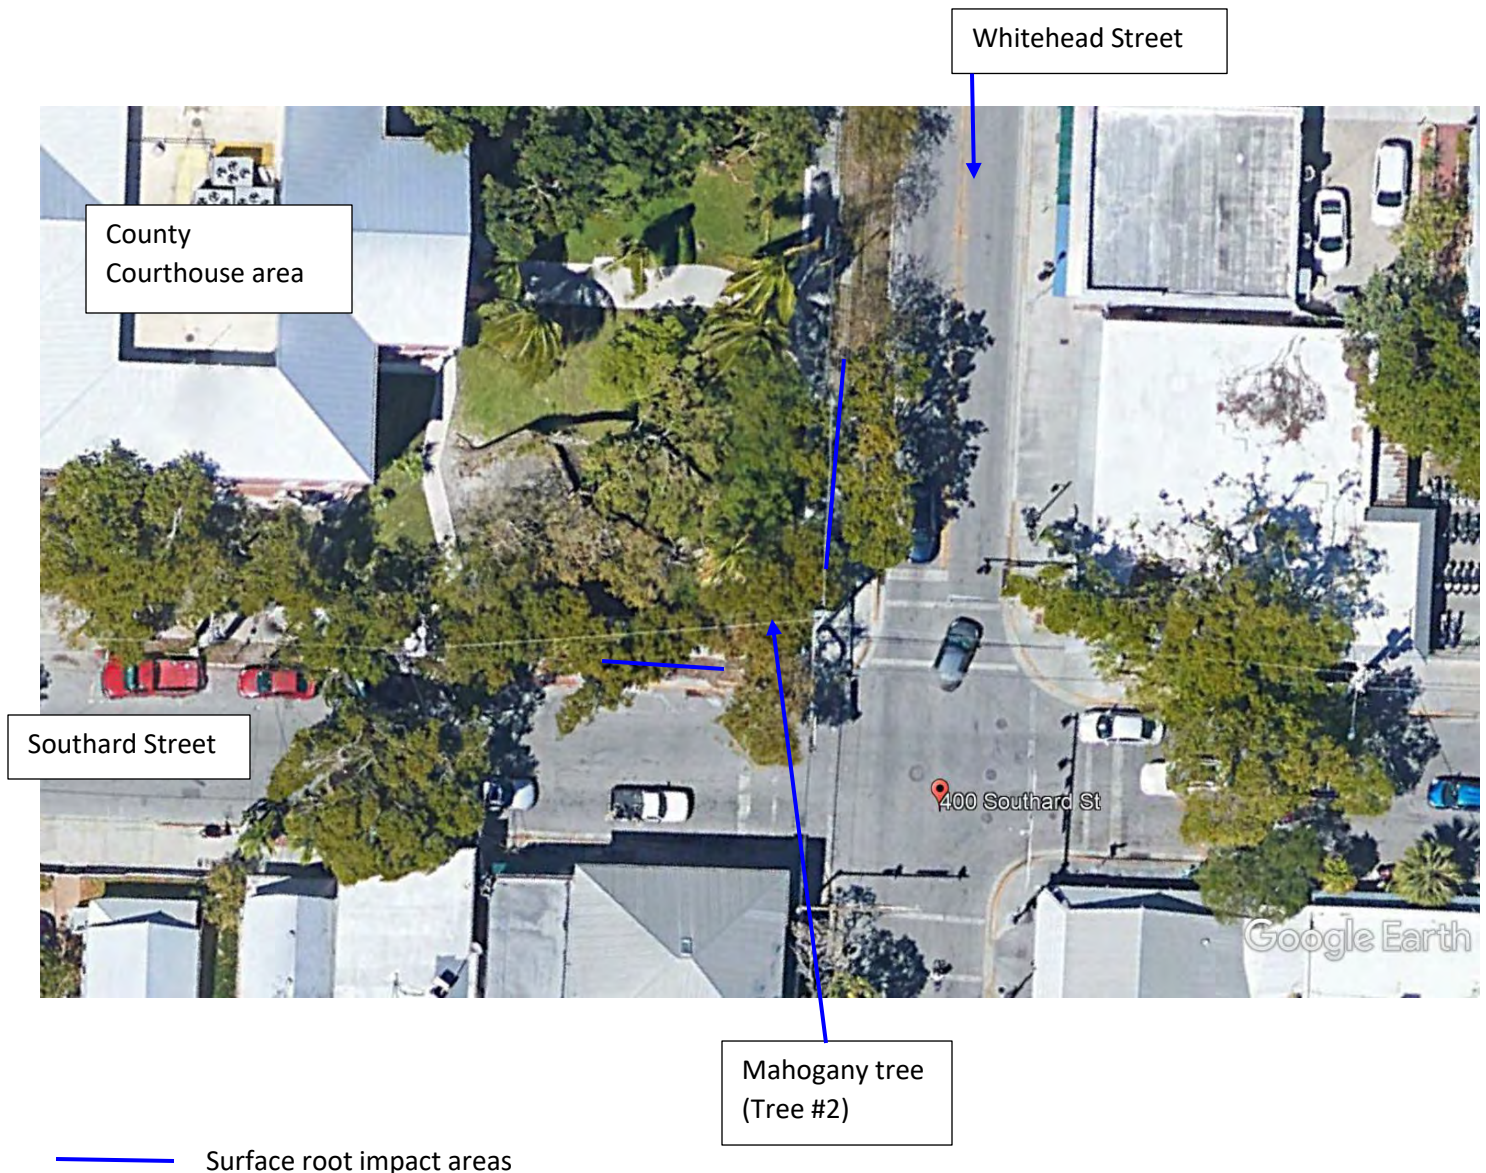 Whitehead Street
County
Courthouse area
Southard Street
400 Southard St
Google Earth
Mahogany tree
(Tree #2)
Surface root impact areas